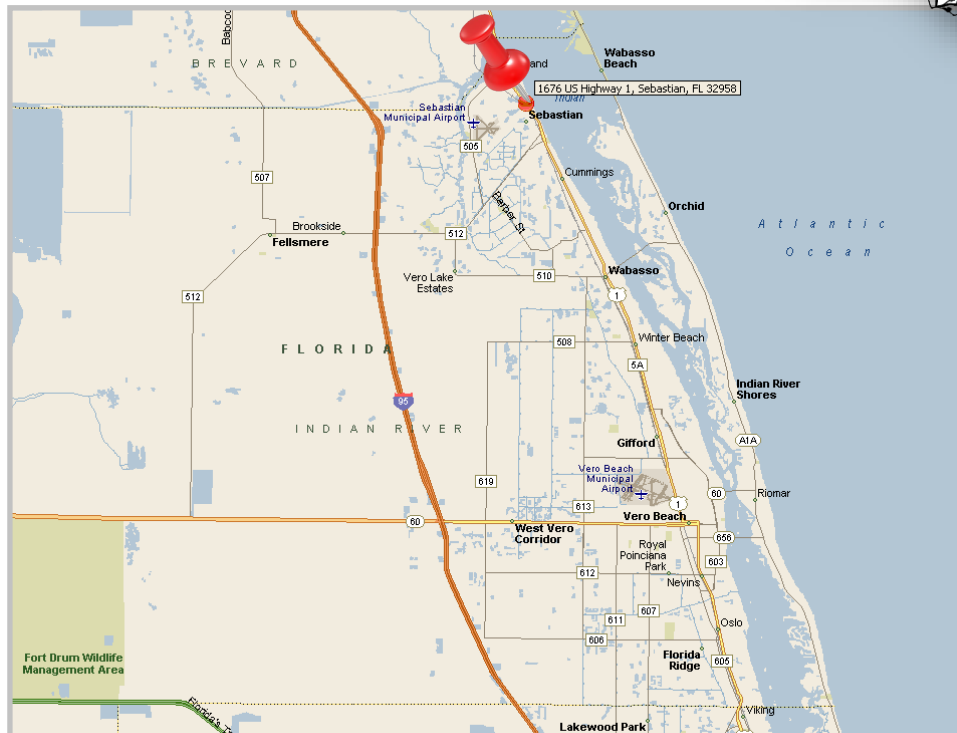 Wabasso
Beach
BREVARD
1676 US Highway 1, Sebastian, FL 32958
Sebastian
Municipal Airport
Sebastian
505
507
Cummings
Barber St
Orchid
Atlantic
Ocean
Brookside
Fellsmere
512
Vero Lake
Estates
510
Wabasso
512
1
508
Winter Beach
FLORIDA
5A
Indian River
Shores
95
INDIAN RIVER
Gifford
A1A
Vero Beach
Municipal
Airport
619
60
Riomar
613
1
60
West Vero
Corridor
Vero Beach
656
Royal
Poinciana
Park
603
612
Nevins
607
611
Oslo
606
Fort Drum Wildlife
Management Area
Florida
Ridge
605
Florida's
Viking
Lakewood Park